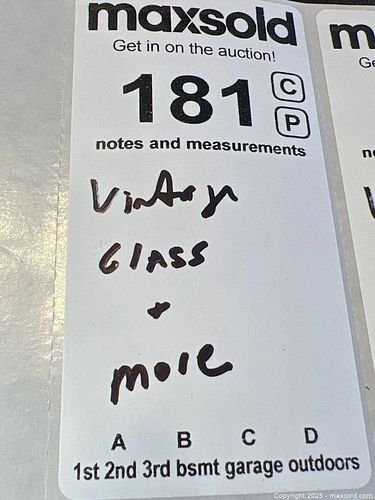 maxsold
Get in on the auction!
181
C
P
notes and measurements
Vintage
GLASS
+
more
A B C D
1st 2nd 3rd bsmt garage outdoors
m
Ge
n
Copyright 2025 - maxsold.com